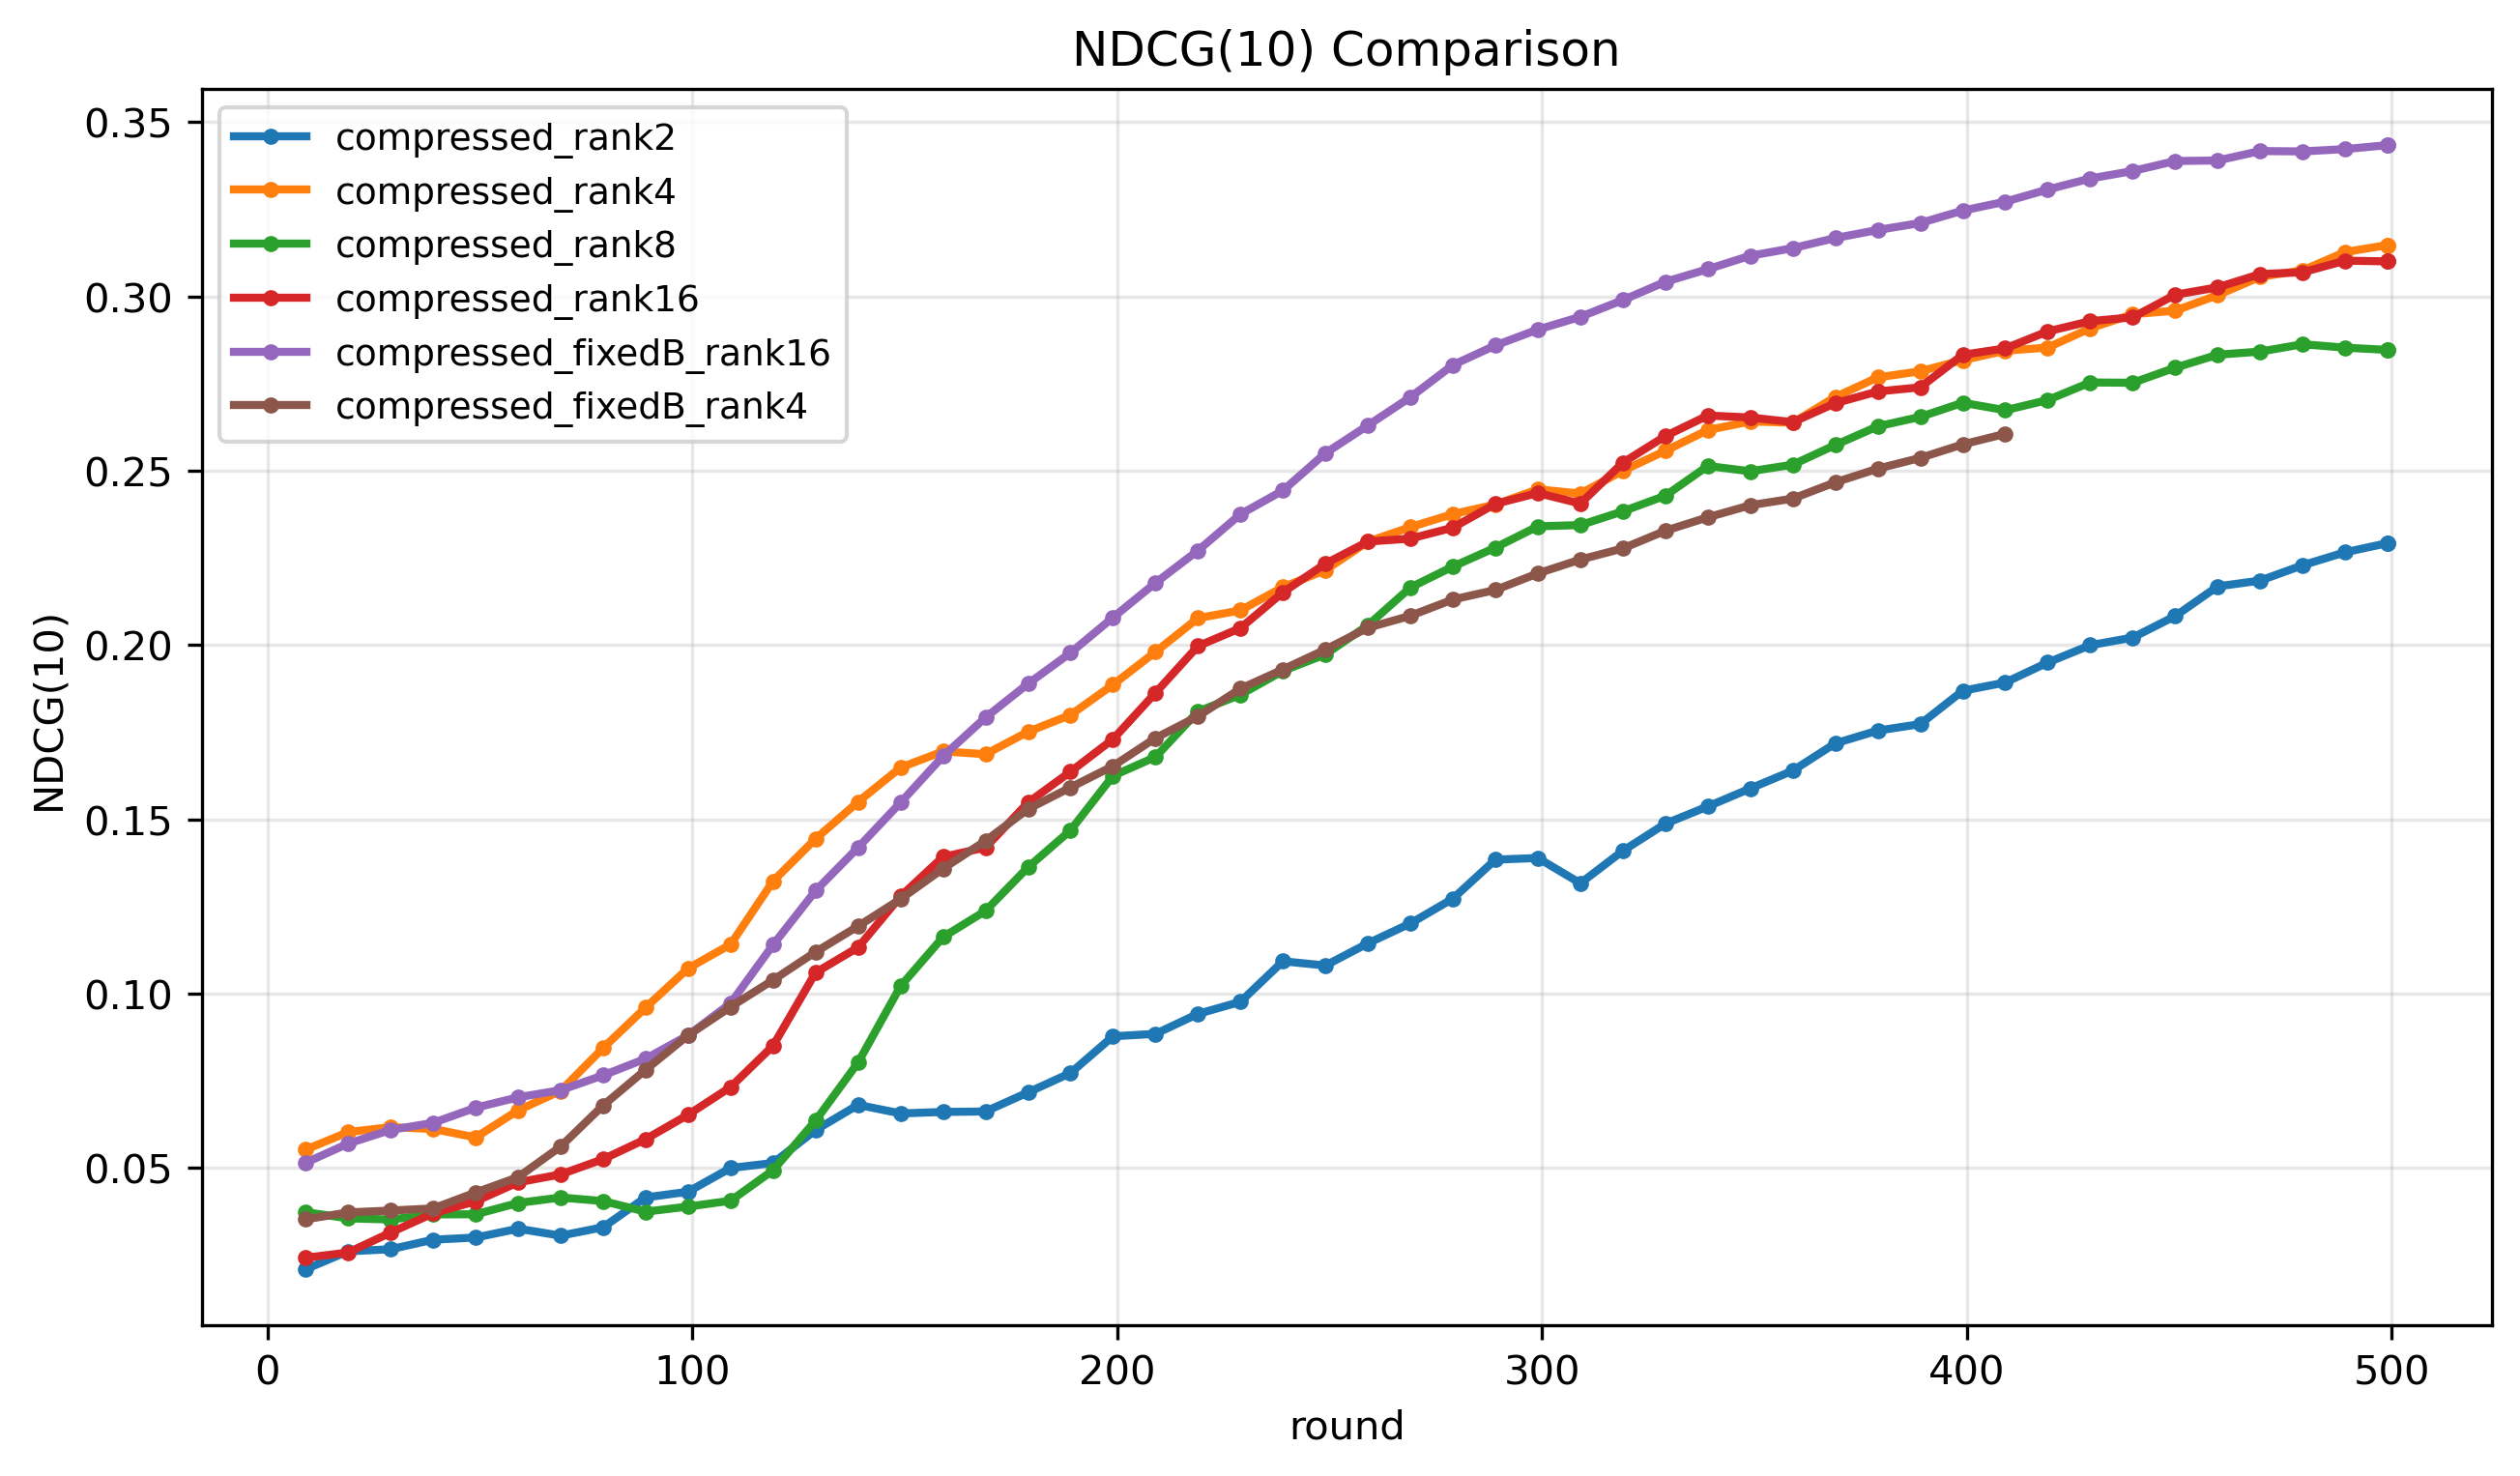 NDCG(10) Comparison
0.35
0.30
0.25
0.20
0.15
0.10
0.05
NDCG(10)
compressed_rank2
compressed_rank4
compressed_rank8
compressed_rank16
compressed_fixedB_rank16
compressed_fixedB_rank4
0 100 200 300 400 500
round